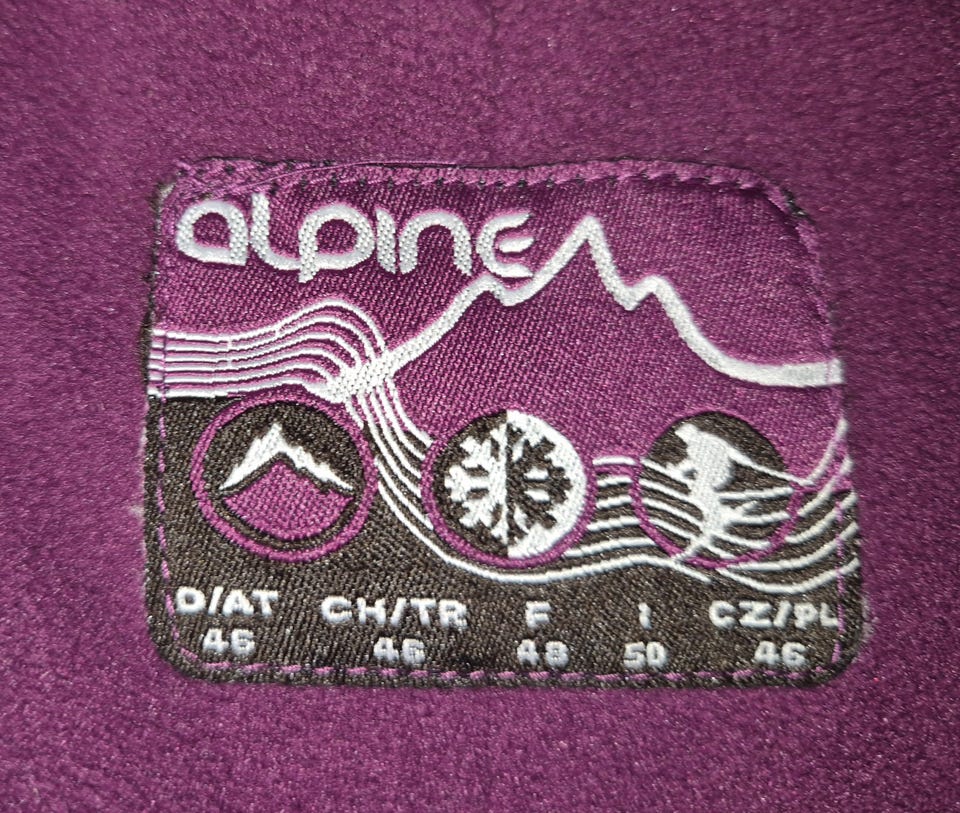 alpine
D/AT CH/TR F I CZ/PL
46 46 48 50 46